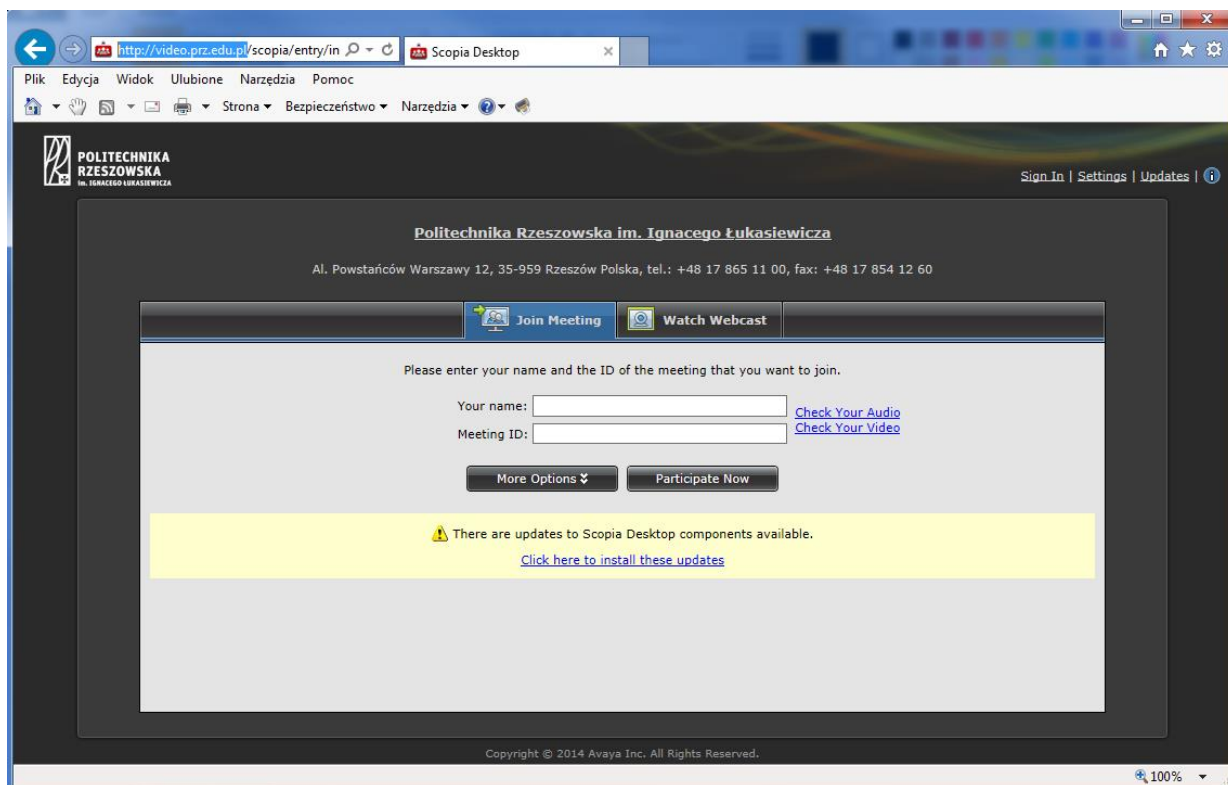 http://video.prz.edu.pl/scopia/entry/in
Scopia Desktop
Plik Edycja Widok Ulubione Narzędzia Pomoc
Strona Bezpieczeństwo Narzędzia
POLITECHNIKA
RZESZOWSKA
im. IGNACEGO ŁUKASIEWICZA
Sign In | Settings | Updates |
Politechnika Rzeszowska im. Ignacego Łukasiewicza
Al. Powstańców Warszawy 12, 35-959 Rzeszów Polska, tel.: +48 17 865 11 00, fax: +48 17 854 12 60
Join Meeting Watch Webcast
Please enter your name and the ID of the meeting that you want to join.
Your name:
Check Your Audio
Meeting ID:
Check Your Video
More Options Participate Now
There are updates to Scopia Desktop components available.
Click here to install these updates
Copyright © 2014 Avaya Inc. All Rights Reserved.
100%